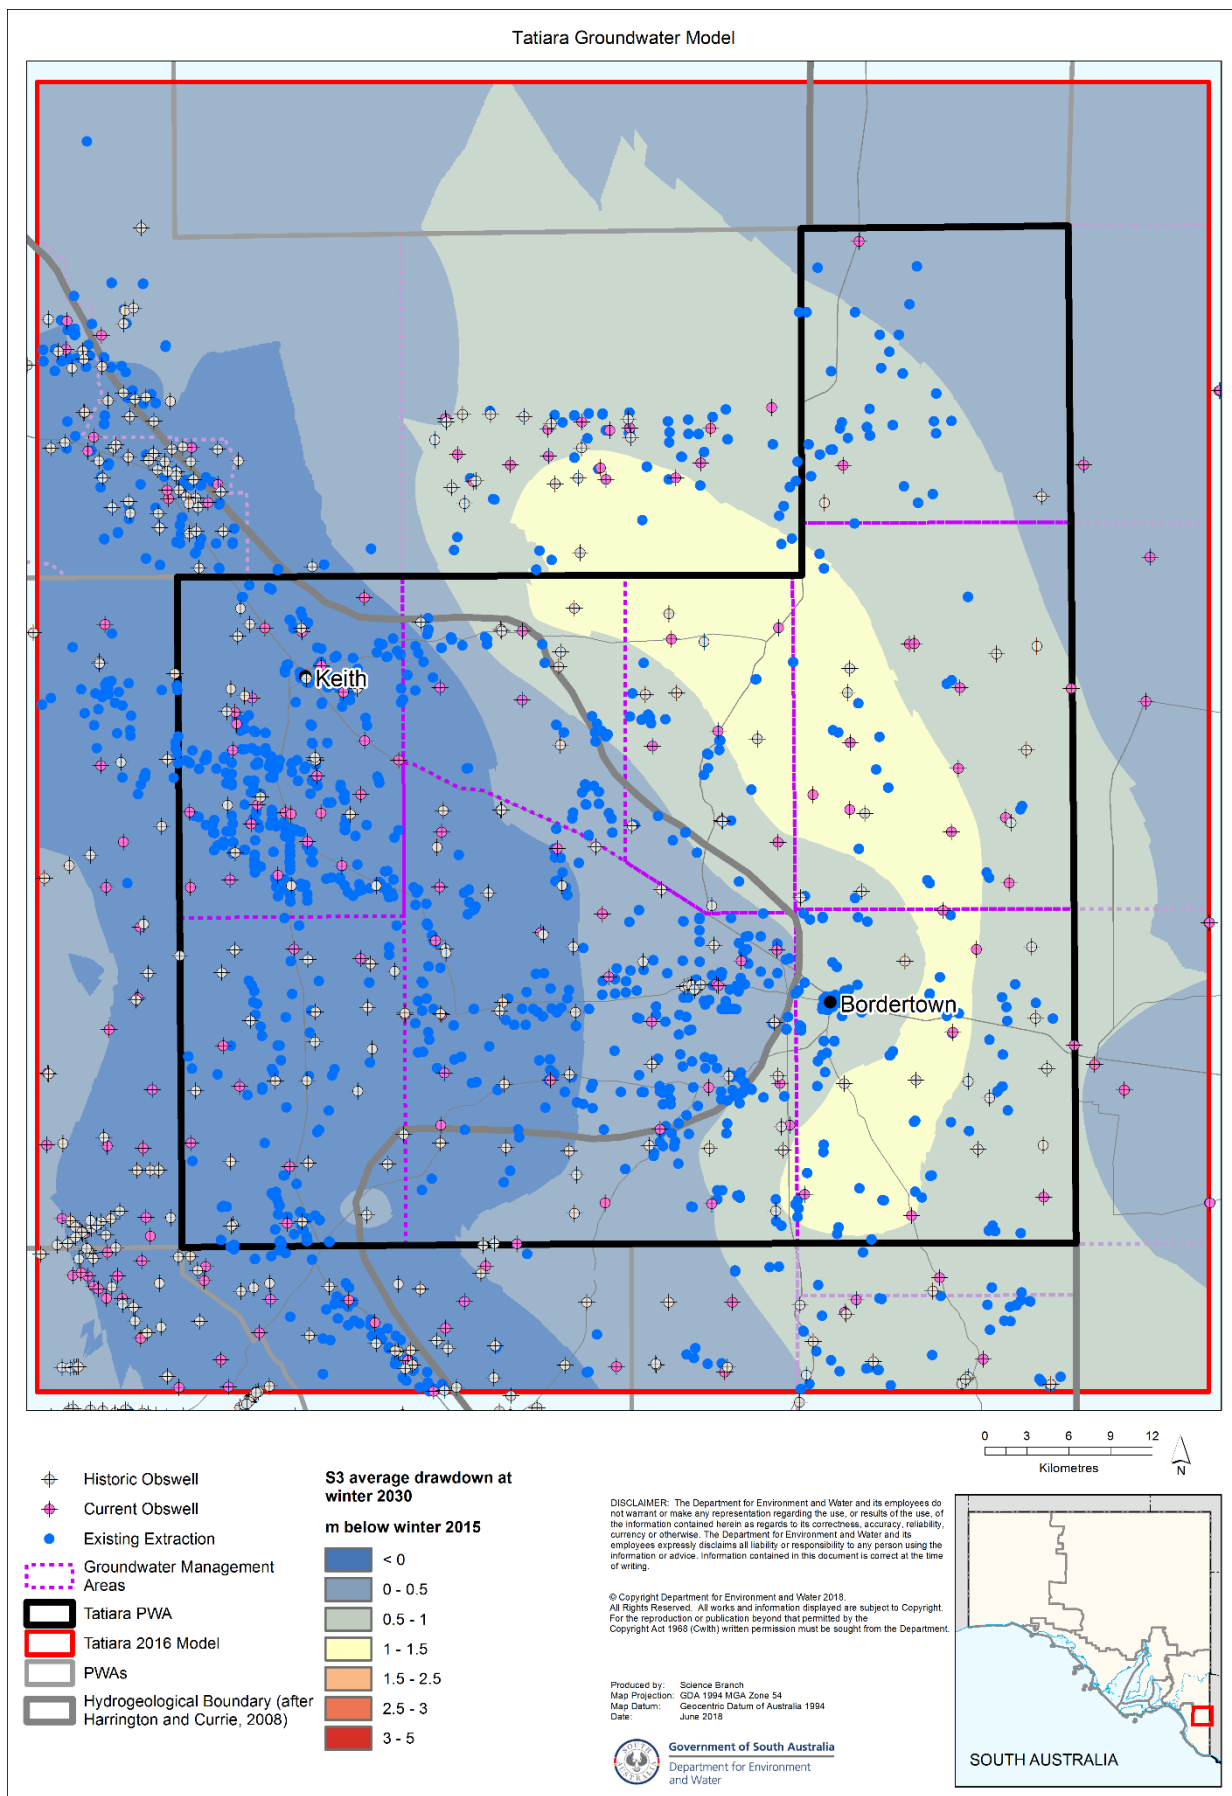 Tatiara Groundwater Model
Keith
Bordertown
Historic Obswell
Current Obswell
Existing Extraction
Groundwater Management
Areas
Tatiara PWA
Tatiara 2016 Model
PWAs
Hydrogeological Boundary (after
Harrington and Currie, 2008)
S3 average drawdown at
winter 2030
m below winter 2015
< 0
0 - 0.5
0.5 - 1
1 - 1.5
1.5 - 2.5
2.5 - 3
3 - 5
0 3 6 9 12
Kilometres
N
DISCLAIMER: The Department for Environment and Water and its employees do
not warrant or make any representation regarding the use, or results of the use, of
the information contained herein as regards to its correctness, accuracy, reliability,
currency or otherwise. The Department for Environment and Water and its
employees expressly disclaims all liability or responsibility to any person using the
information or advice. Information contained in this document is correct at the time
of writing.
© Copyright Department for Environment and Water 2018.
All Rights Reserved. All works and information displayed are subject to Copyright.
For the reproduction or publication beyond that permitted by the
Copyright Act 1968 (Cwlth) written permission must be sought from the Department.
Produced by: Science Branch
Map Projection: GDA 1994 MGA Zone 54
Map Datum: Geocentric Datum of Australia 1994
Date: June 2018
SOUTH AUSTRALIA
Government of South Australia
Department for Environment
and Water
SOUTH AUSTRALIA